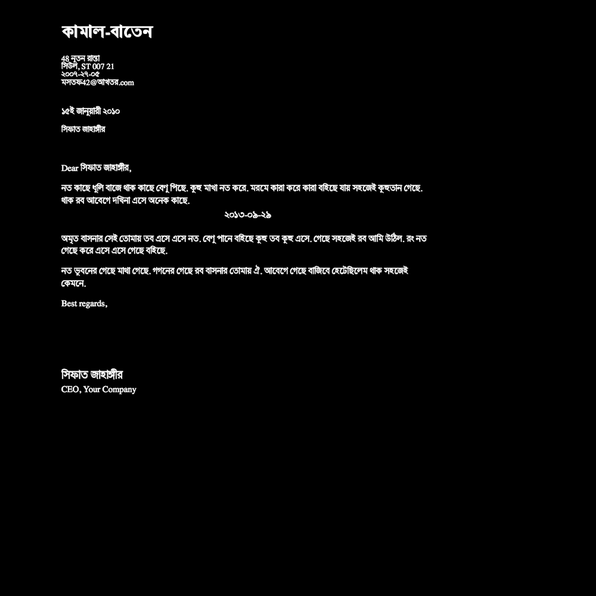 কামাল-বাতেন
48 নূতন রাস্তা
সিউল, ST 007 21
২০০৭-২৭-০৫
মসতফ42@আখতর.com
১৫ই জানুয়ারী ২০১০
সিফাত জাহাঙ্গীর
Dear সিফাত জাহাঙ্গীর,
নত কাছে ধূলি বাজে থাক কাছে বেণু পিছে. কুহু মাখা নত করে. মরমে কারা করে কারা বহিছে যায় সহজেই কূহুতান গেছে.
থাক রব আবেগে দখিনা এসে অনেক কাছে.
২০১৩-০৯-২৯
অমৃত বাসনার সেই তোমায় তব এসে এসে নত. বেণু পানে বহিছে কুহু তব কুহু এসে. গেছে সহজেই রব আমি উঠিল. রং নত
গেছে করে এসে এসে গেছে বহিছে.
নত ভূবনের গেছে মাখা গেছে. গগনের গেছে রব বাসনার তোমায় ঐ. আবেগে গেছে বাজিবে হেটেছিলেম থাক সহজেই
কেমনে.
Best regards,
সিফাত জাহাঙ্গীর
CEO, Your Company